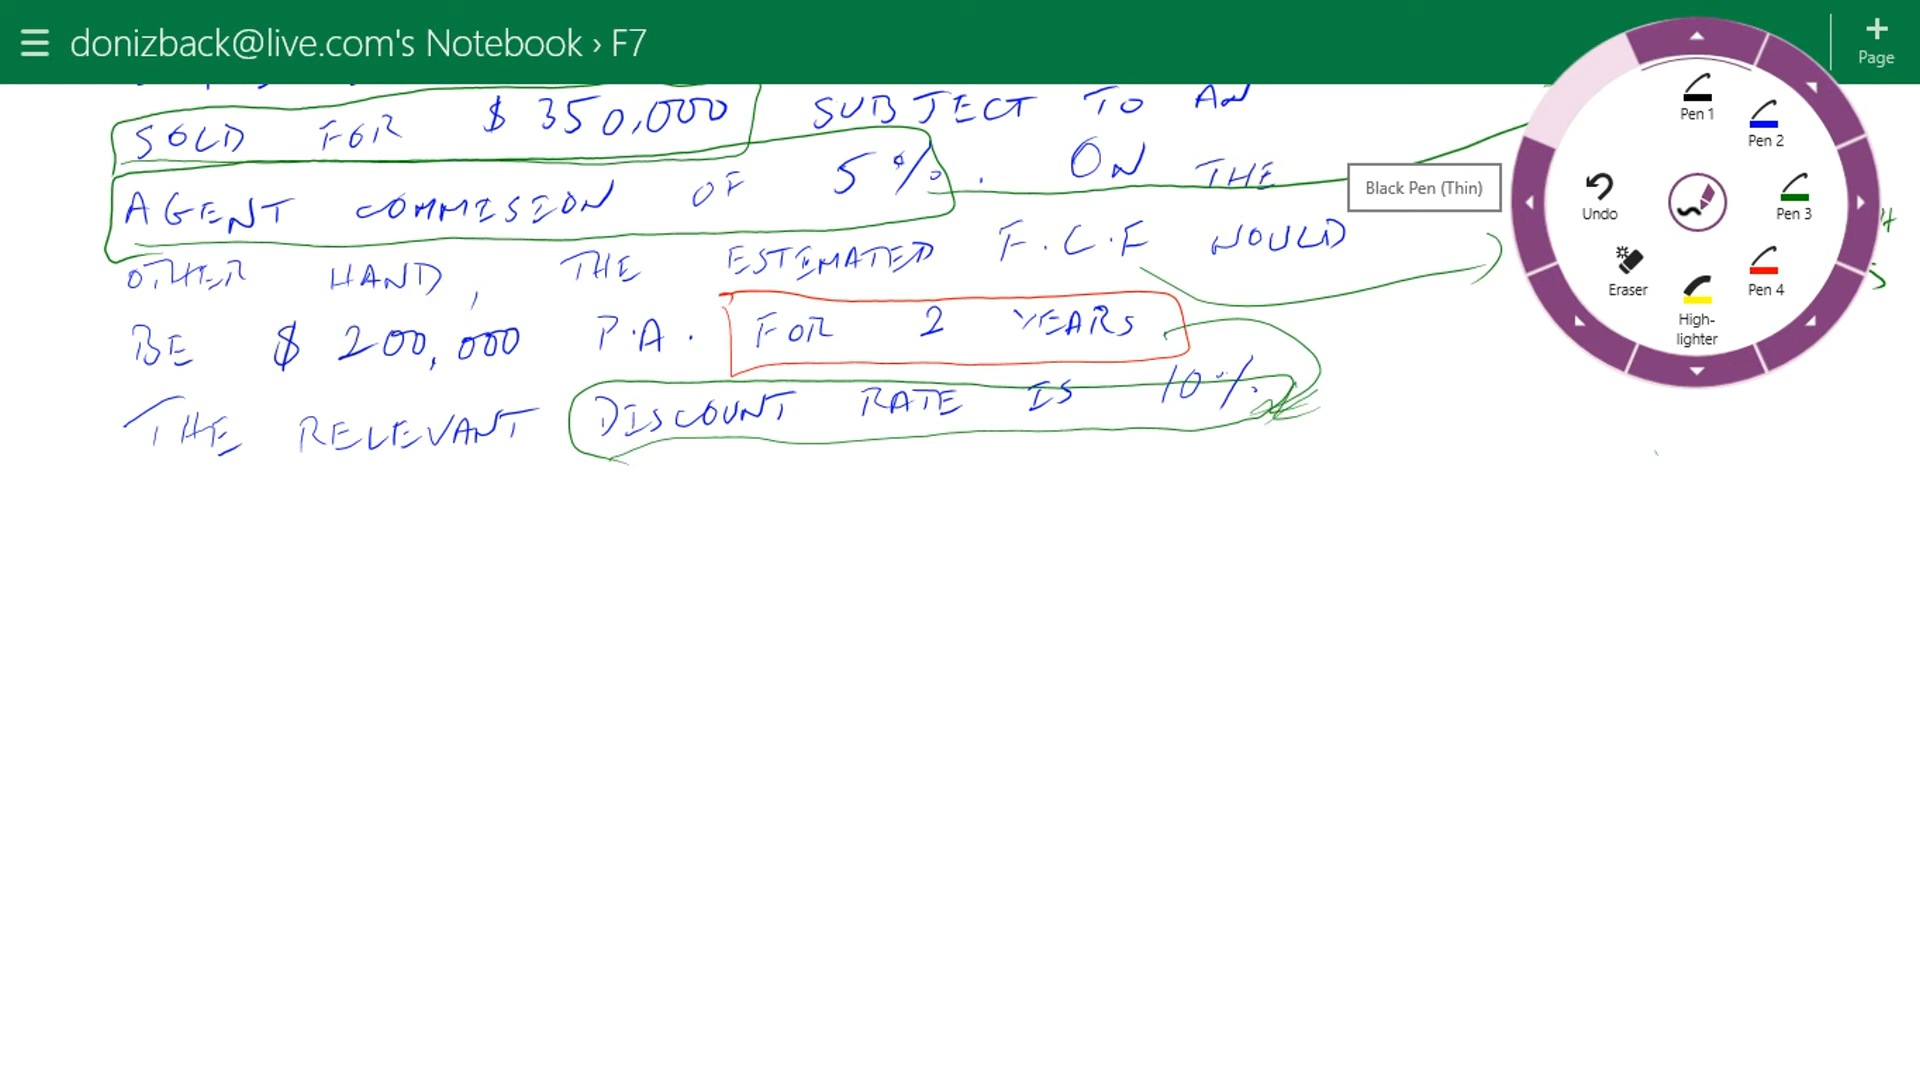 donizback@live.com's Notebook › F7
Page
SOLD FOR $ 350,000 SUBJECT TO AN
AGENT COMMISION OF 5%. ON THE
OTHER HAND, THE ESTIMATED F.C.F WOULD
BE $ 200,000 P.A. FOR 2 YEARS
THE RELEVANT DISCOUNT RATE IS 10%
Black Pen (Thin)
Pen 1
Pen 2
Undo
Pen 3
Eraser
Pen 4
High-
lighter